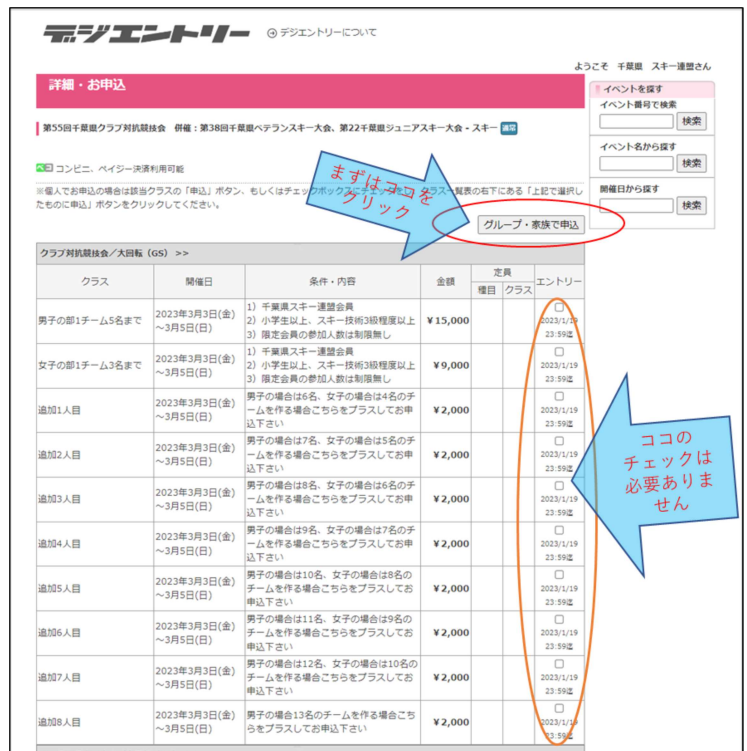 デジエントリー
デジエントリーについて
ようこそ 千葉県 スキー連盟さん
詳細・お申込
イベントを探す
イベント番号で検索
検索
イベント名から探す
検索
開催日から探す
検索
第55回千葉県クラブ対抗競技会 併催：第38回千葉県ベテランスキー大会、第22千葉県ジュニアスキー大会 - スキー 通常
コンビニ、ペイジー決済利用可能
※個人でお申込の場合は該当クラスの「申込」ボタン、もしくはチェックボックスにチェックをし、クラス一覧表の右下にある「上記で選択し
たものに申込」ボタンをクリックしてください。
まずはココを
クリック
グループ・家族で申込
クラブ対抗競技会／大回転（GS） >>
クラス 開催日 条件・内容 金額 定員 エントリー
種目 クラス
男子の部1チーム5名まで 2023年3月3日(金)～3月5日(日) 1）千葉県スキー連盟会員
2）小学生以上、スキー技術3級程度以上
3）限定会員の参加人数は制限無し
¥15,000 2023/1/19
23:59迄
女子の部1チーム3名まで 2023年3月3日(金)～3月5日(日) 1）千葉県スキー連盟会員
2）小学生以上、スキー技術3級程度以上
3）限定会員の参加人数は制限無し
¥9,000 2023/1/19
23:59迄
追加1人目 2023年3月3日(金)～3月5日(日) 男子の場合は6名、女子の場合は4名のチ
ームを作る場合こちらをプラスしてお申
込下さい
¥2,000 2023/1/19
23:59迄
追加2人目 2023年3月3日(金)～3月5日(日) 男子の場合は7名、女子の場合は5名のチ
ームを作る場合こちらをプラスしてお申
込下さい
¥2,000 2023/1/19
23:59迄
追加3人目 2023年3月3日(金)～3月5日(日) 男子の場合は8名、女子の場合は6名のチ
ームを作る場合こちらをプラスしてお申
込下さい
¥2,000 2023/1/19
23:59迄
追加4人目 2023年3月3日(金)～3月5日(日) 男子の場合は9名、女子の場合は7名のチ
ームを作る場合こちらをプラスしてお申
込下さい
¥2,000 2023/1/19
23:59迄
追加5人目 2023年3月3日(金)～3月5日(日) 男子の場合は10名、女子の場合は8名の
チームを作る場合こちらをプラスしてお
申込下さい
¥2,000 2023/1/19
23:59迄
追加6人目 2023年3月3日(金)～3月5日(日) 男子の場合は11名、女子の場合は9名の
チームを作る場合こちらをプラスしてお
申込下さい
¥2,000 2023/1/19
23:59迄
追加7人目 2023年3月3日(金)～3月5日(日) 男子の場合は12名、女子の場合は10名の
チームを作る場合こちらをプラスしてお
申込下さい
¥2,000 2023/1/19
23:59迄
追加8人目 2023年3月3日(金)～3月5日(日) 男子の場合13名のチームを作る場合こち
らをプラスしてお申込下さい
¥2,000 2023/1/19
23:59迄
ココの
チェックは
必要ありま
せん